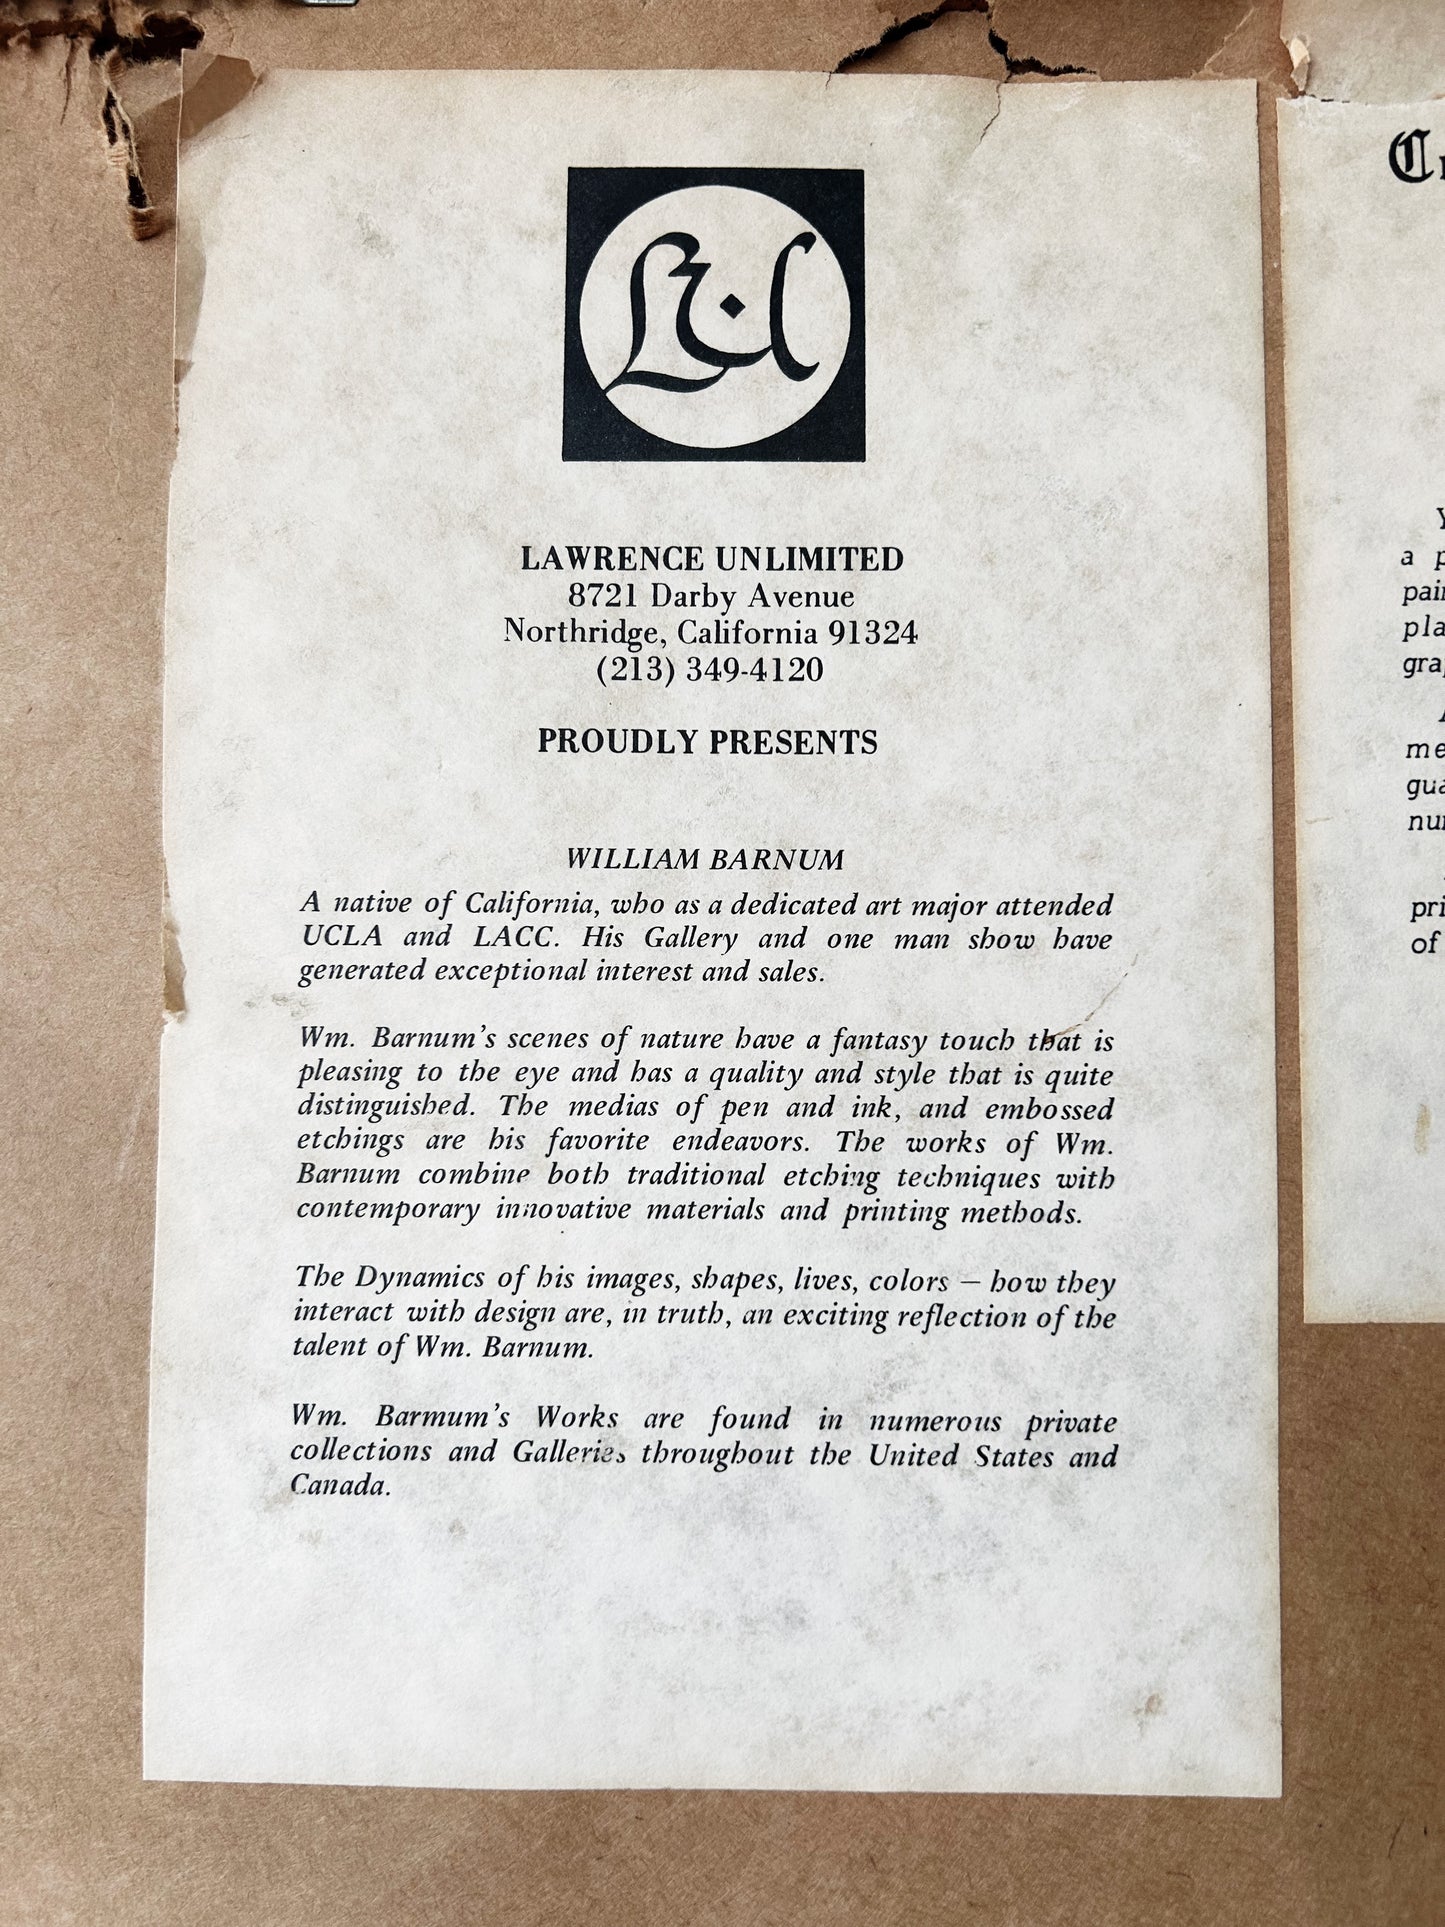 LAWRENCE UNLIMITED
8721 Darby Avenue
Northridge, California 91324
(213) 349-4120
PROUDLY PRESENTS
WILLIAM BARNUM
A native of California, who as a dedicated art major attended
UCLA and LACC. His Gallery and one man show have
generated exceptional interest and sales.
Wm. Barnum's scenes of nature have a fantasy touch that is
pleasing to the eye and has a quality and style that is quite
distinguished. The medias of pen and ink, and embossed
etchings are his favorite endeavors. The works of Wm.
Barnum combine both traditional etching techniques with
contemporary innovative materials and printing methods.
The Dynamics of his images, shapes, lives, colors — how they
interact with design are, in truth, an exciting reflection of the
talent of Wm. Barnum.
Wm. Barmum's Works are found in numerous private
collections and Galleries throughout the United States and
Canada.
a
of